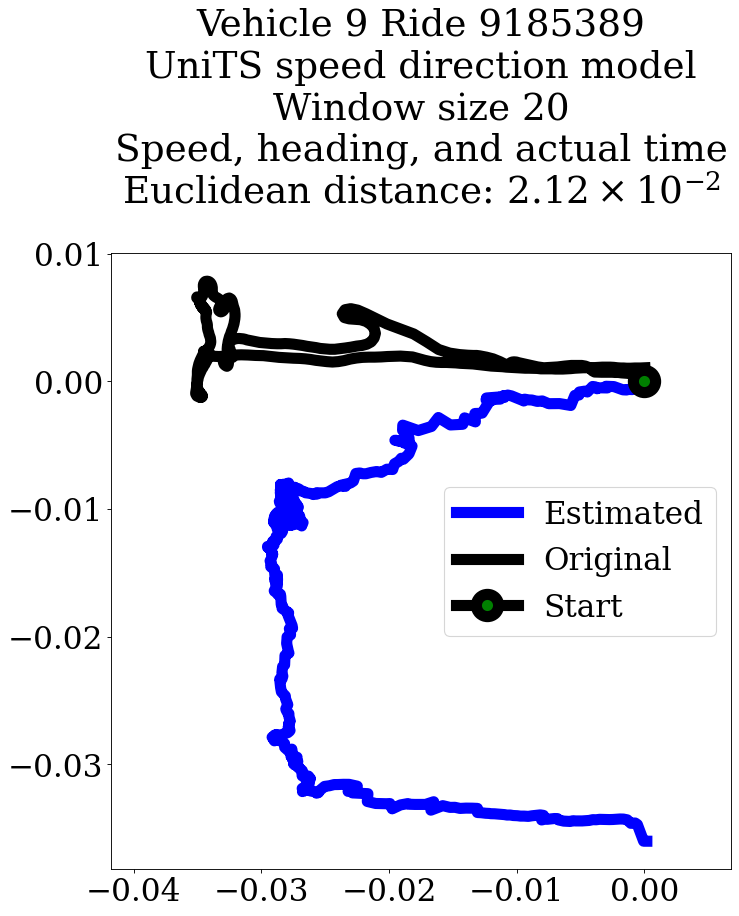 Vehicle 9 Ride 9185389
UniTS speed direction model
Window size 20
Speed, heading, and actual time
Euclidean distance: 2.12 × 10⁻²
0.01
0.00
−0.01
−0.02
−0.03
Estimated
Original
Start
−0.04 −0.03 −0.02 −0.01 0.00